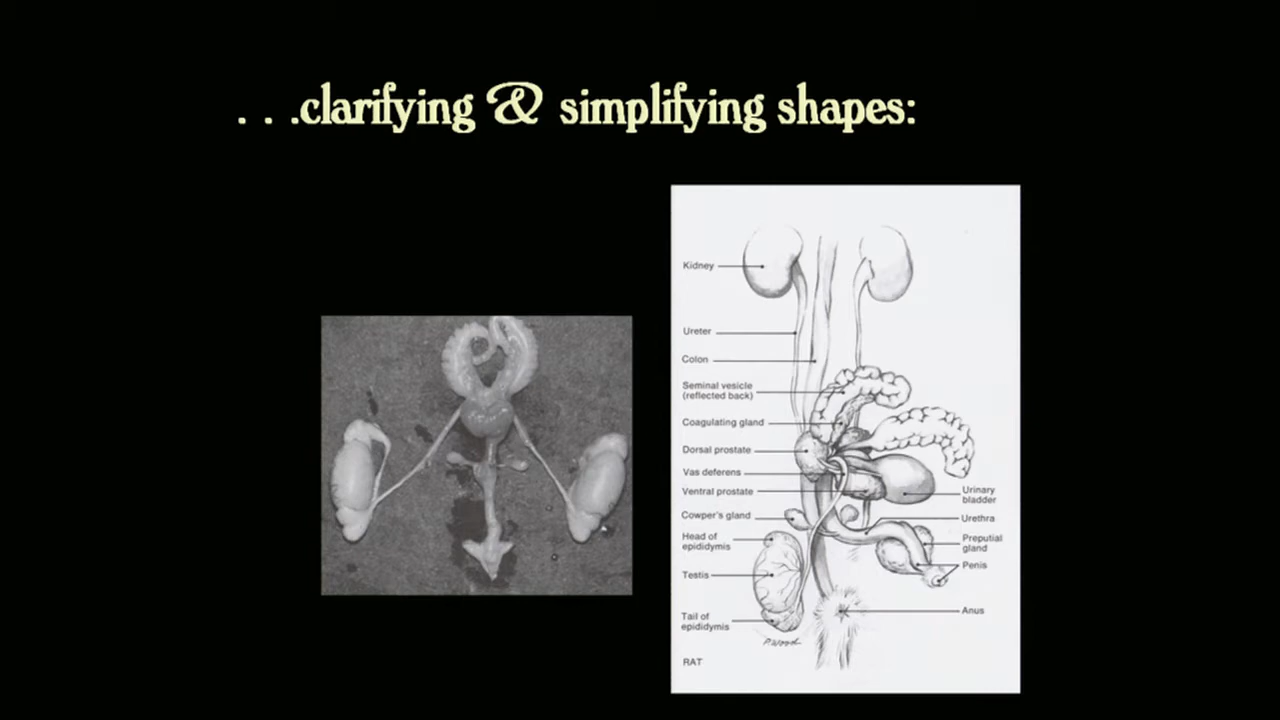 . . .clarifying & simplifying shapes:
Kidney
Ureter
Colon
Seminal vesicle
(reflected back)
Coagulating gland
Dorsal prostate
Vas deferens
Ventral prostate
Cowper's gland
Head of
epididymis
Testis
Tail of
epididymis
Urinary
bladder
Urethra
Preputial
gland
Penis
Anus
P.Wood
RAT